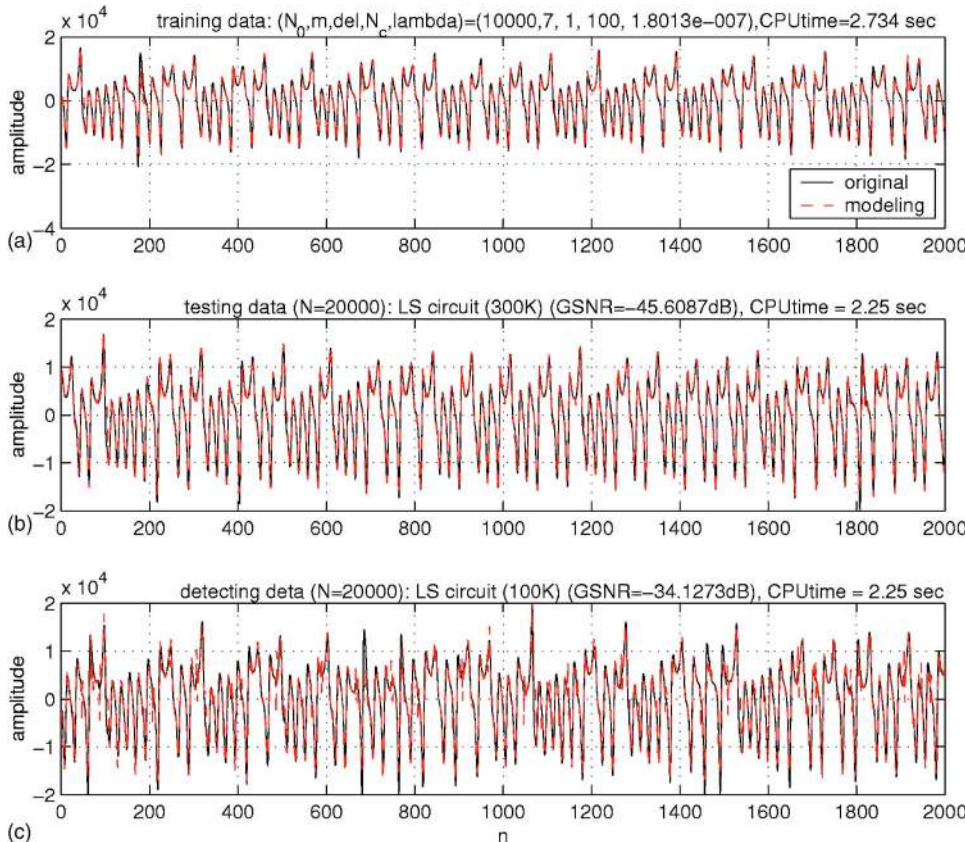 training data: (N_0,m,del,N_c,lambda)=(10000,7, 1, 100, 1.8013e-007),CPUtime=2.734 sec
x 10^4
2
0
−2
−4
amplitude
original
modeling
(a)
0 200 400 600 800 1000 1200 1400 1600 1800 2000
testing data (N=20000): LS circuit (300K) (GSNR=−45.6087dB), CPUtime = 2.25 sec
x 10^4
2
1
0
−1
−2
amplitude
(b)
0 200 400 600 800 1000 1200 1400 1600 1800 2000
detecting deta (N=20000): LS circuit (100K) (GSNR=−34.1273dB), CPUtime = 2.25 sec
x 10^4
2
1
0
−1
−2
amplitude
(c)
0 200 400 600 800 1000 1200 1400 1600 1800 2000
n